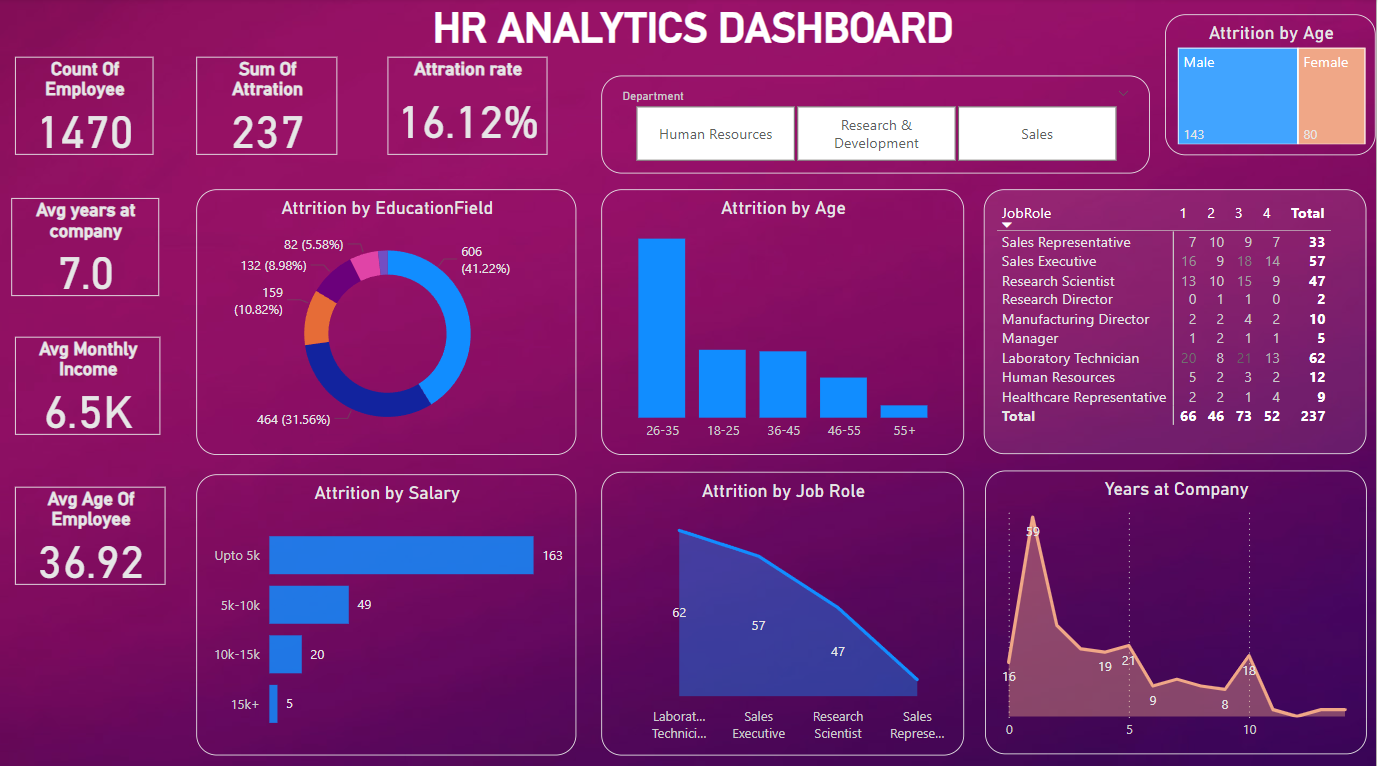 HR ANALYTICS DASHBOARD
Count Of
Employee
1470
Sum Of
Attration
237
Attration rate
16.12%
Department
Human Resources
Research &
Development
Sales
Attrition by Age
Male
Female
143
80
Avg years at
company
7.0
Avg Monthly
Income
6.5K
Avg Age Of
Employee
36.92
Attrition by EducationField
82 (5.58%)
606
(41.22%)
132 (8.98%)
159
(10.82%)
464 (31.56%)
Attrition by Age
26-35 18-25 36-45 46-55 55+
JobRole 1 2 3 4 Total
Sales Representative 7 10 9 7 33
Sales Executive 16 9 18 14 57
Research Scientist 13 10 15 9 47
Research Director 0 1 1 0 2
Manufacturing Director 2 2 4 2 10
Manager 1 2 1 1 5
Laboratory Technician 20 8 21 13 62
Human Resources 5 2 3 2 12
Healthcare Representative 2 2 1 4 9
Total 66 46 73 52 237
Attrition by Salary
Upto 5k 163
5k-10k 49
10k-15k 20
15k+ 5
Attrition by Job Role
62
57
47
Laborat...
Technici...
Sales
Executive
Research
Scientist
Sales
Represe...
Years at Company
59
16
19
21
9
8
18
0 5 10